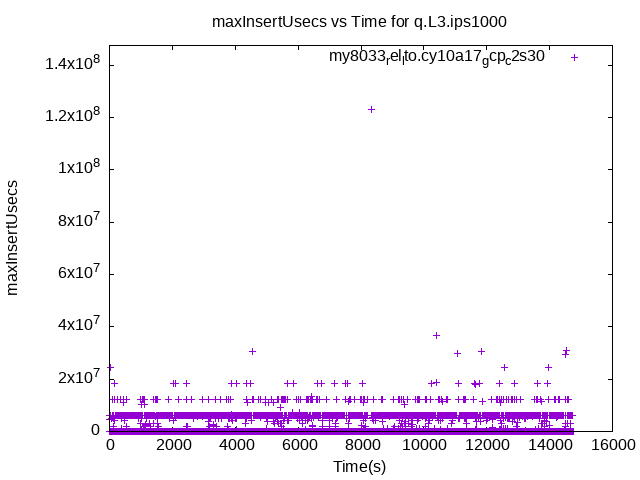 maxInsertUsecs vs Time for q.L3.ips1000
my8033relto.cy10a17gcpc2s30
maxInsertUsecs
1.4x10^8
1.2x10^8
1x10^8
8x10^7
6x10^7
4x10^7
2x10^7
0
0 2000 4000 6000 8000 10000 12000 14000 16000
Time(s)